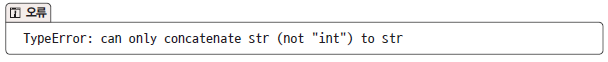 오류
TypeError: can only concatenate str (not "int") to str